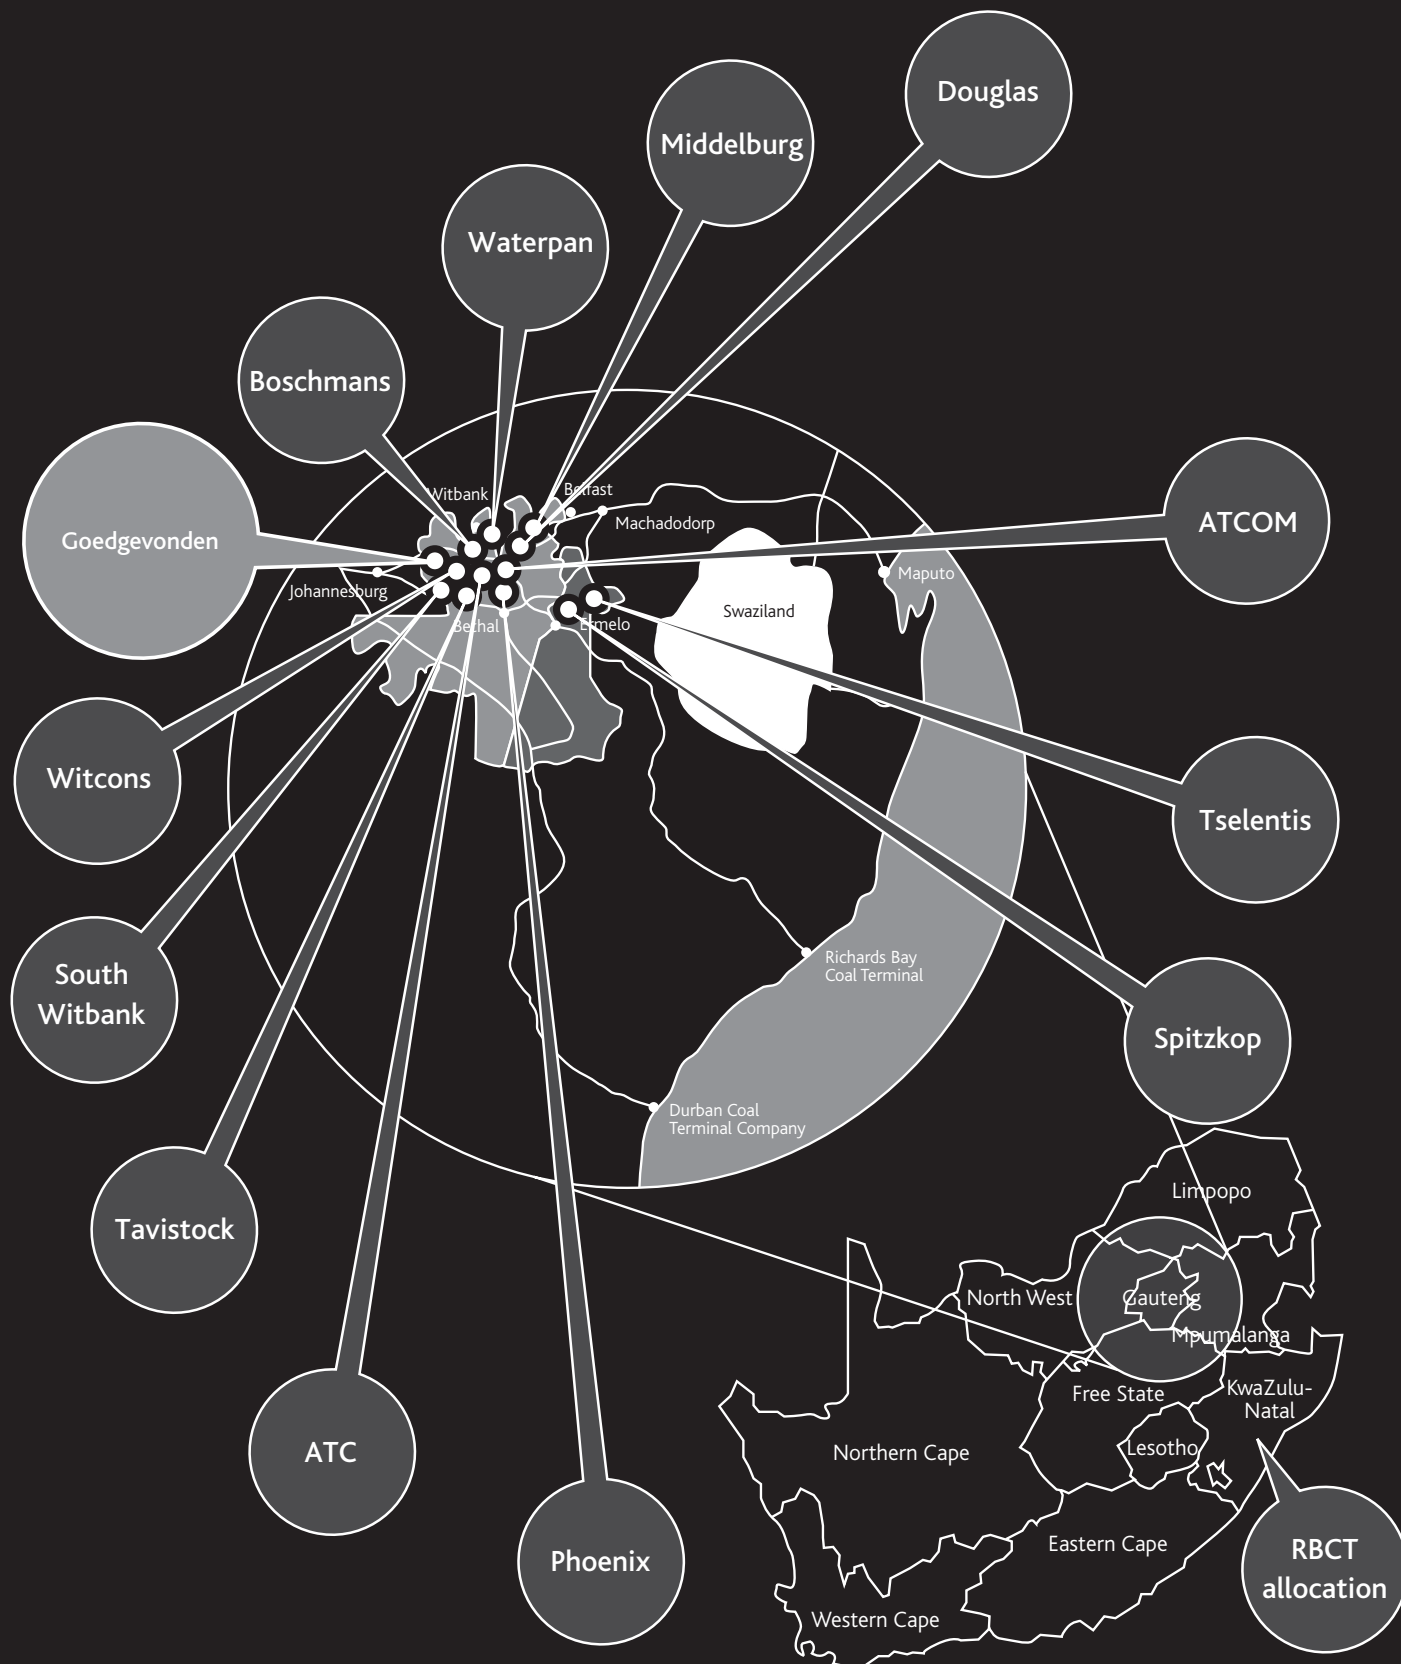 Douglas
Middelburg
Waterpan
Boschmans
Goedgevonden
ATCOM
Witbank
Belfast
Machadodorp
Johannesburg
Maputo
Swaziland
Bethal
Ermelo
Witcons
Tselentis
South
Witbank
Richards Bay
Coal Terminal
Spitzkop
Durban Coal
Terminal Company
Tavistock
Limpopo
North West
Gauteng
Mpumalanga
Free State
KwaZulu-
Natal
Lesotho
Northern Cape
ATC
Phoenix
Eastern Cape
RBCT
allocation
Western Cape